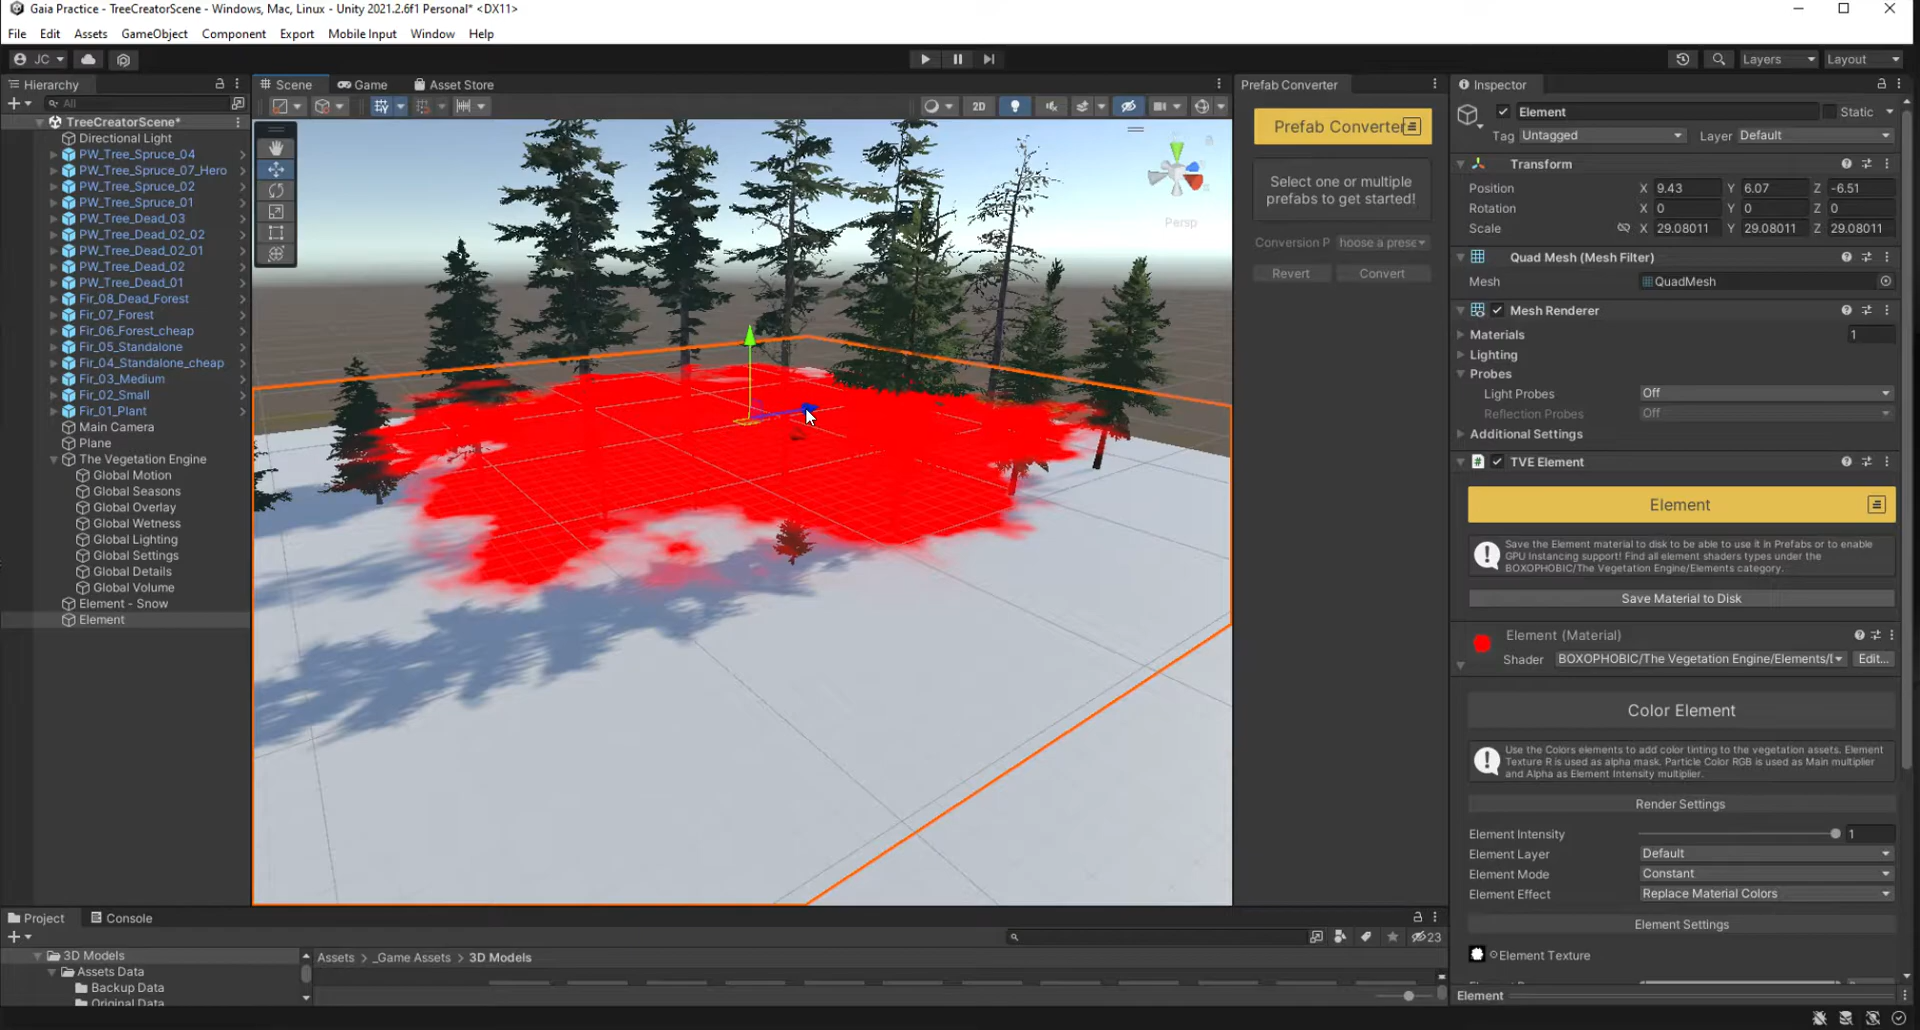 Gaia Practice - TreeCreatorScene - Windows, Mac, Linux - Unity 2021.2.6f1 Personal* <DX11>
File Edit Assets GameObject Component Export Mobile Input Window Help
JC Layers Layout
Hierarchy
All
TreeCreatorScene*
Directional Light
PW_Tree_Spruce_04
PW_Tree_Spruce_07_Hero
PW_Tree_Spruce_02
PW_Tree_Spruce_01
PW_Tree_Dead_03
PW_Tree_Dead_02_02
PW_Tree_Dead_02_01
PW_Tree_Dead_02
PW_Tree_Dead_01
Fir_08_Dead_Forest
Fir_07_Forest
Fir_06_Forest_cheap
Fir_05_Standalone
Fir_04_Standalone_cheap
Fir_03_Medium
Fir_02_Small
Fir_01_Plant
Main Camera
Plane
The Vegetation Engine
Global Motion
Global Seasons
Global Overlay
Global Wetness
Global Lighting
Global Settings
Global Details
Global Volume
Element - Snow
Element
Scene Game Asset Store
2D
Persp
Prefab Converter
Prefab Converter
Select one or multiple
prefabs to get started!
Conversion P hoose a prese
Revert Convert
Inspector
Element Static
Tag Untagged Layer Default
Transform
Position X 9.43 Y 6.07 Z -6.51
Rotation X 0 Y 0 Z 0
Scale X 29.08011 Y 29.08011 Z 29.08011
Quad Mesh (Mesh Filter)
Mesh QuadMesh
Mesh Renderer
Materials 1
Lighting
Probes
Light Probes Off
Reflection Probes Off
Additional Settings
TVE Element
Element
Save the Element material to disk to be able to use it in Prefabs or to enable
GPU Instancing support! Find all element shaders types under the
BOXOPHOBIC/The Vegetation Engine/Elements category.
Save Material to Disk
Element (Material)
Shader BOXOPHOBIC/The Vegetation Engine/Elements/ Edit...
Color Element
Use the Colors elements to add color tinting to the vegetation assets. Element
Texture R is used as alpha mask. Particle Color RGB is used as Main multiplier
and Alpha as Element Intensity multiplier.
Render Settings
Element Intensity 1
Element Layer Default
Element Mode Constant
Element Effect Replace Material Colors
Element Settings
Element Texture
Element
Project Console
23
3D Models
Assets Data
Backup Data
Original Data
Assets > _Game Assets > 3D Models